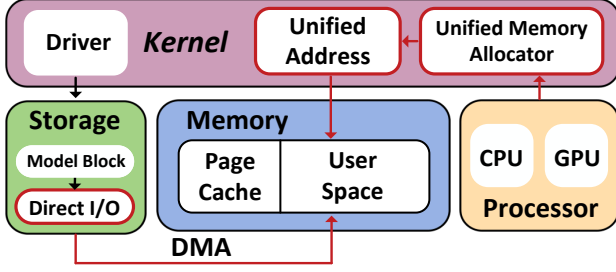 Driver
Kernel
Unified
Address
Unified Memory
Allocator
Storage
Model Block
Direct I/O
Memory
Page
Cache
User
Space
CPU
GPU
Processor
DMA